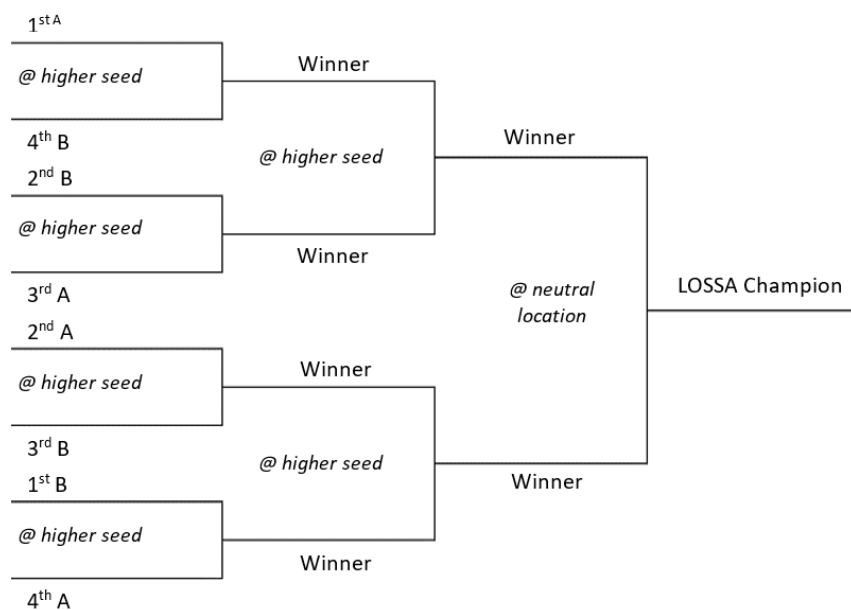 1st A
@ higher seed
Winner
4th B
@ higher seed
Winner
2nd B
@ higher seed
Winner
3rd A
@ neutral
location
LOSSA Champion
2nd A
@ higher seed
Winner
3rd B
@ higher seed
Winner
1st B
@ higher seed
Winner
4th A